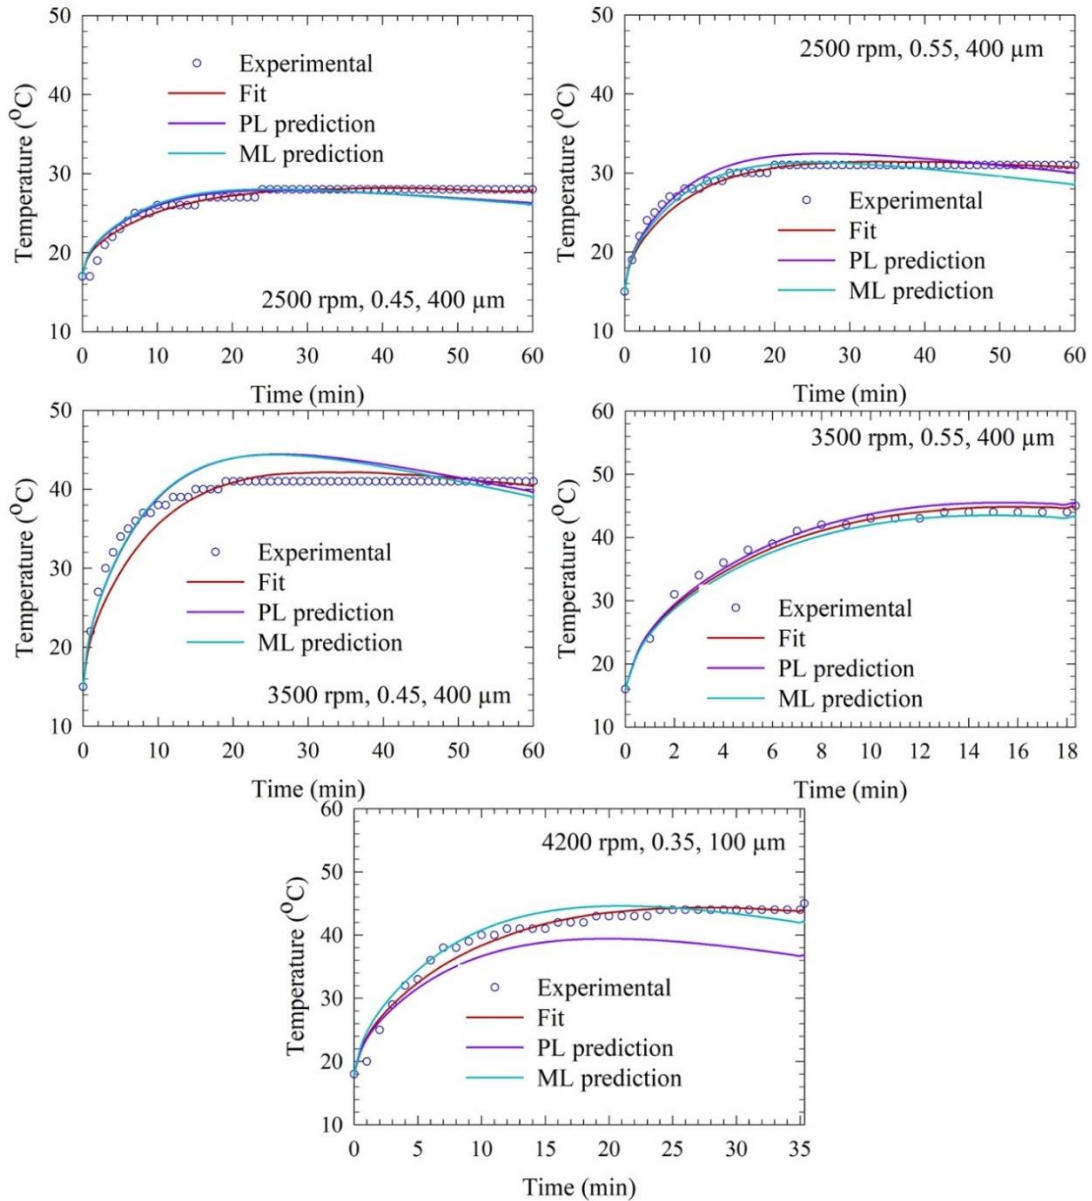 50
40
30
20
10
Temperature (°C)
Experimental
Fit
PL prediction
ML prediction
2500 rpm, 0.45, 400 µm
0 10 20 30 40 50 60
Time (min)
50
40
30
20
10
Temperature (°C)
2500 rpm, 0.55, 400 µm
Experimental
Fit
PL prediction
ML prediction
0 10 20 30 40 50 60
Time (min)
50
40
30
20
10
Temperature (°C)
Experimental
Fit
PL prediction
ML prediction
3500 rpm, 0.45, 400 µm
0 10 20 30 40 50 60
Time (min)
60
50
40
30
20
10
Temperature (°C)
3500 rpm, 0.55, 400 µm
Experimental
Fit
PL prediction
ML prediction
0 2 4 6 8 10 12 14 16 18
Time (min)
60
50
40
30
20
10
Temperature (°C)
4200 rpm, 0.35, 100 µm
Experimental
Fit
PL prediction
ML prediction
0 5 10 15 20 25 30 35
Time (min)